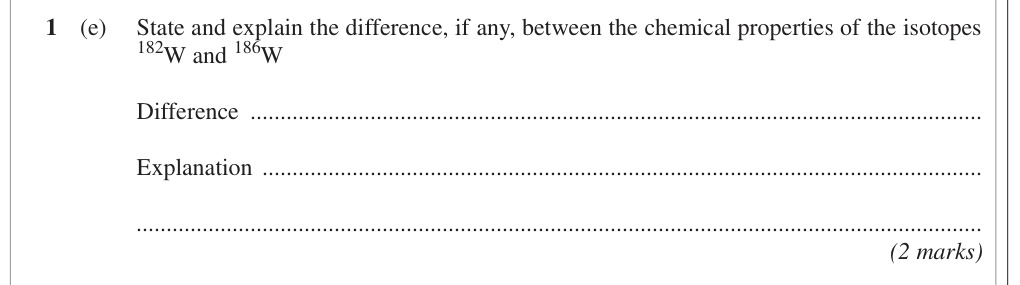 1 (e) State and explain the difference, if any, between the chemical properties of the isotopes
¹⁸²W and ¹⁸⁶W
Difference ..........................................................................................................................
Explanation ........................................................................................................................
.............................................................................................................................................
(2 marks)